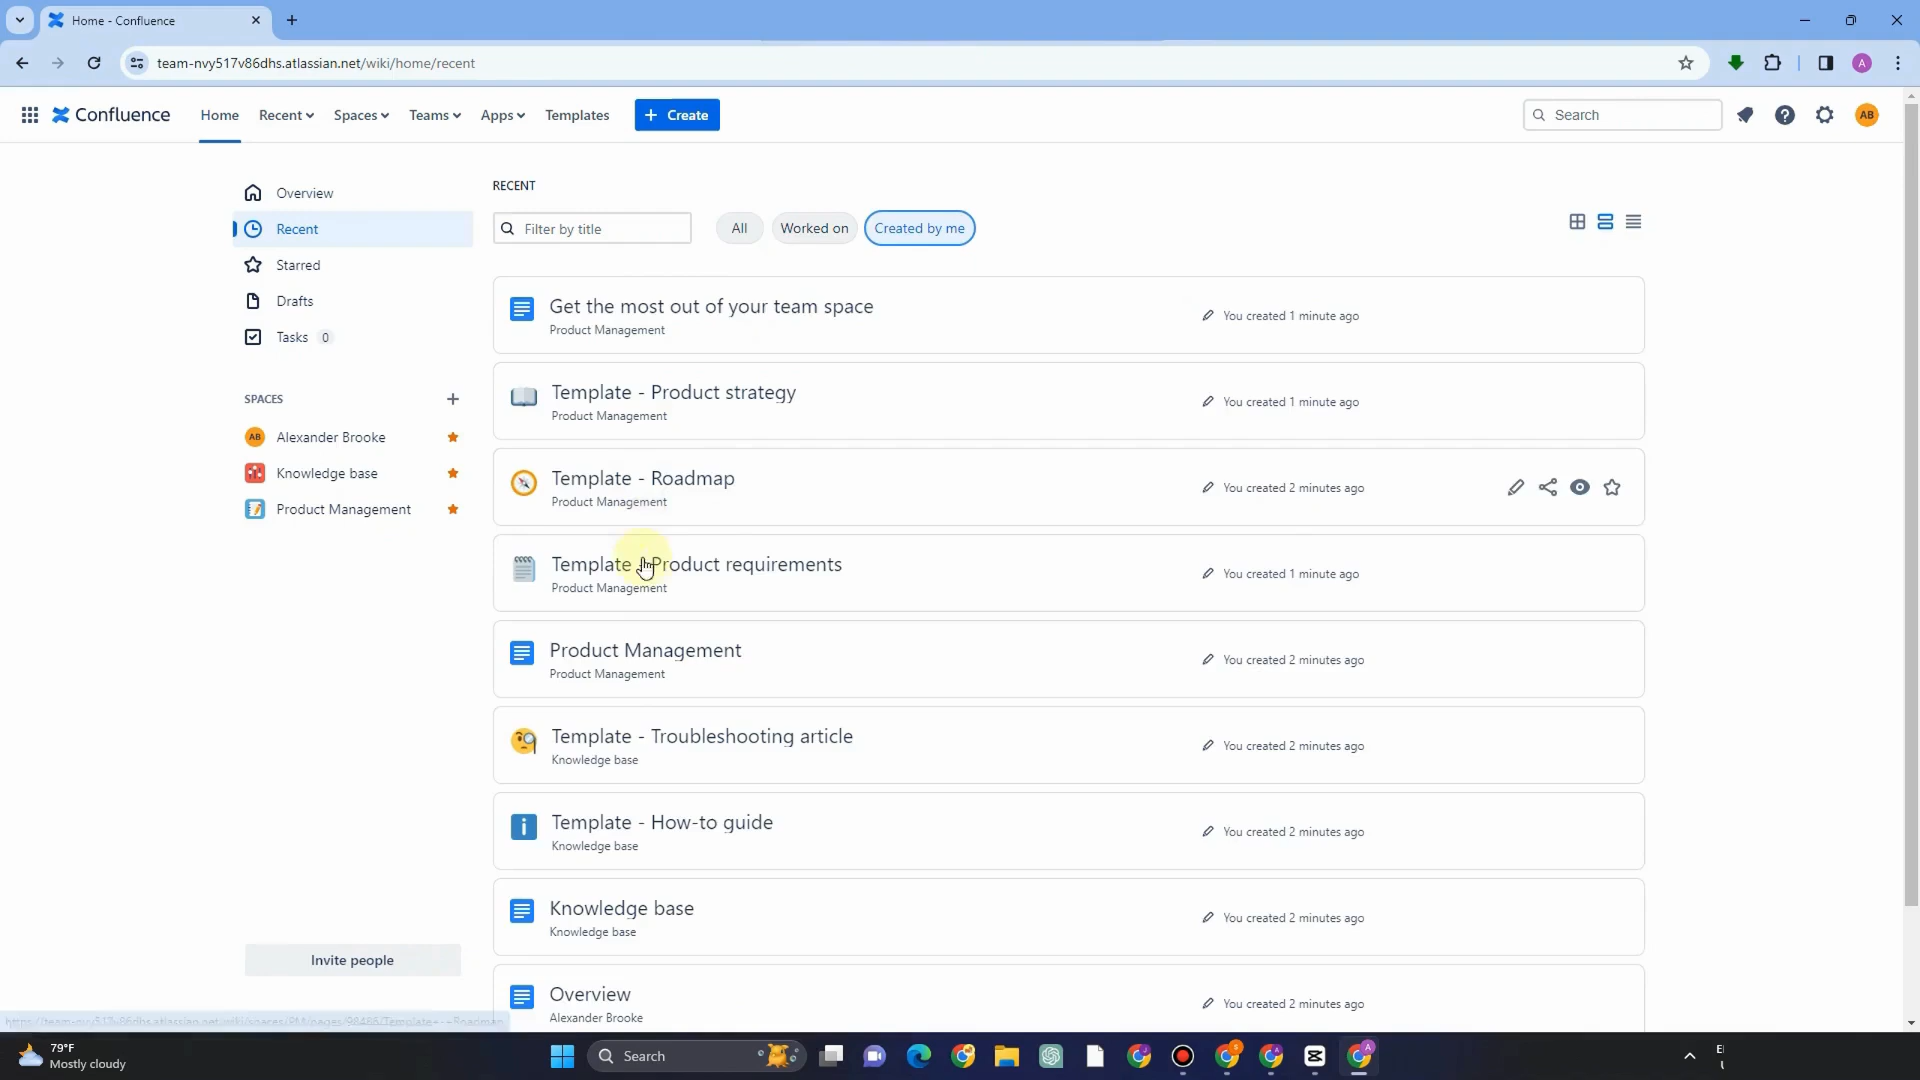 Home - Confluence
team-nvy517v86dhs.atlassian.net/wiki/home/recent
A
Confluence
Home
Recent
Spaces
Teams
Apps
Templates
+ Create
Search
AB
Overview
RECENT
Recent
Filter by title
All
Worked on
Created by me
Starred
Drafts
Tasks 0
SPACES
AB Alexander Brooke
Knowledge base
Product Management
Get the most out of your team space
Product Management
You created 1 minute ago
Template - Product strategy
Product Management
You created 1 minute ago
Template - Roadmap
Product Management
You created 2 minutes ago
Template - Product requirements
Product Management
You created 1 minute ago
Product Management
Product Management
You created 2 minutes ago
Template - Troubleshooting article
Knowledge base
You created 2 minutes ago
Template - How-to guide
Knowledge base
You created 2 minutes ago
Knowledge base
Knowledge base
You created 2 minutes ago
Overview
Alexander Brooke
You created 2 minutes ago
Invite people
79°F
Mostly cloudy
Search